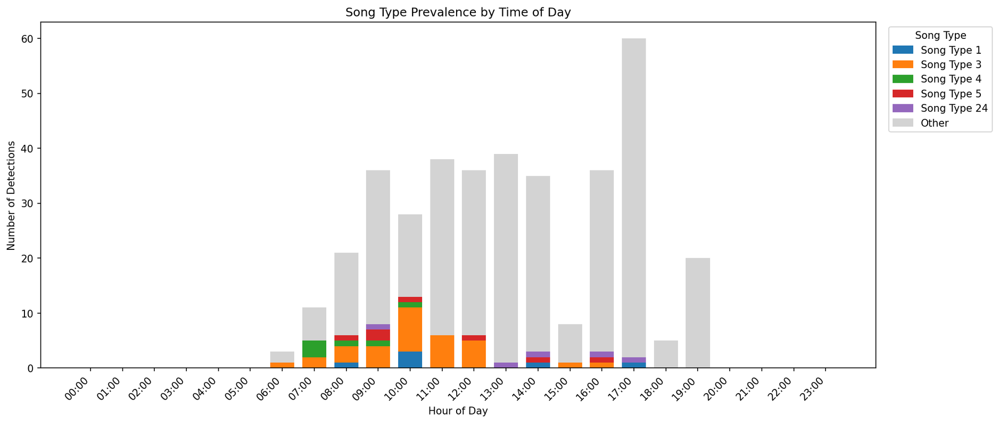 Song Type Prevalence by Time of Day
Number of Detections
60
50
40
30
20
10
0
00:00 01:00 02:00 03:00 04:00 05:00 06:00 07:00 08:00 09:00 10:00 11:00 12:00 13:00 14:00 15:00 16:00 17:00 18:00 19:00 20:00 21:00 22:00 23:00
Hour of Day
Song Type
Song Type 1
Song Type 3
Song Type 4
Song Type 5
Song Type 24
Other